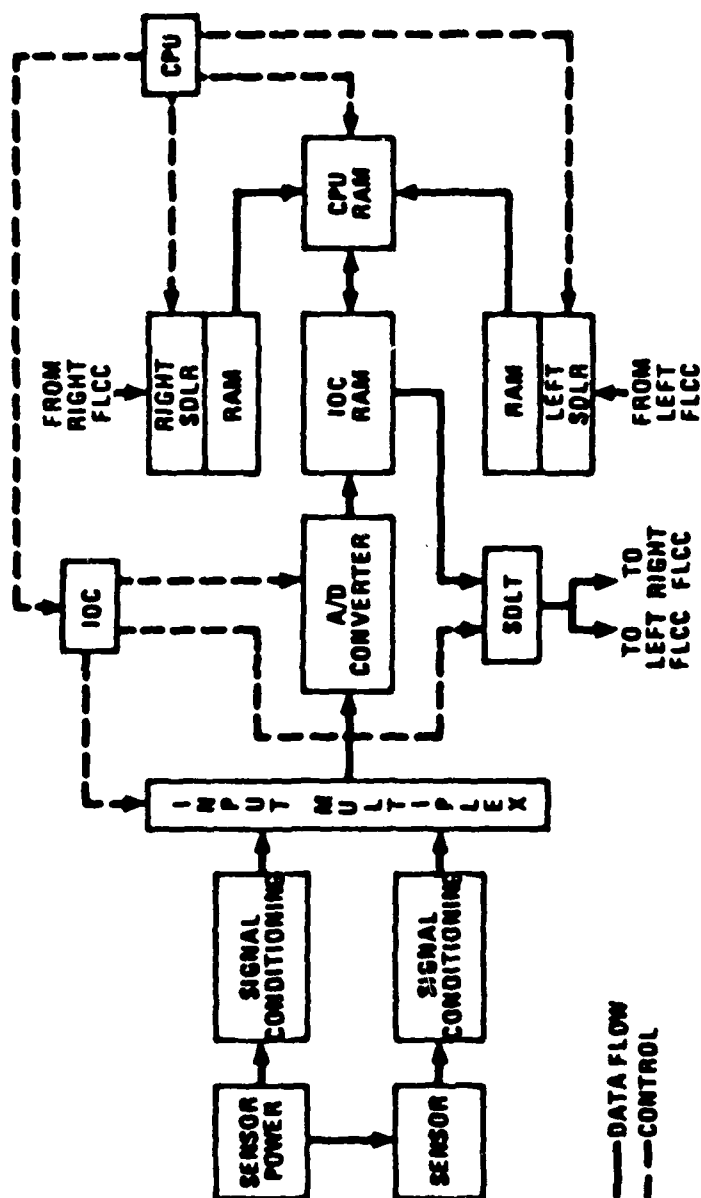 CPU
IOC
FROM
RIGHT
FLCC
RIGHT
SDLR
RAM
CPU
RAM
IOC
RAM
A/D
CONVERTER
INPUT MULTIPLEX
SIGNAL
CONDITIONING
SENSOR
POWER
SIGNAL
CONDITIONING
SENSOR
RAM
LEFT
SDLR
FROM
LEFT
FLCC
SDLT
TO
LEFT
FLCC
TO
RIGHT
FLCC
DATA FLOW
CONTROL